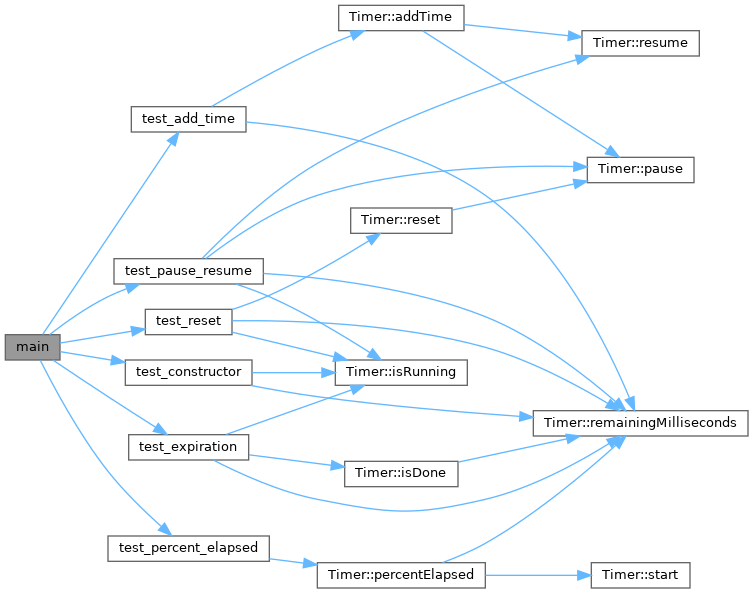 main
test_add_time
test_pause_resume
test_reset
test_constructor
test_expiration
test_percent_elapsed
Timer::addTime
Timer::reset
Timer::isRunning
Timer::isDone
Timer::percentElapsed
Timer::resume
Timer::pause
Timer::remainingMilliseconds
Timer::start